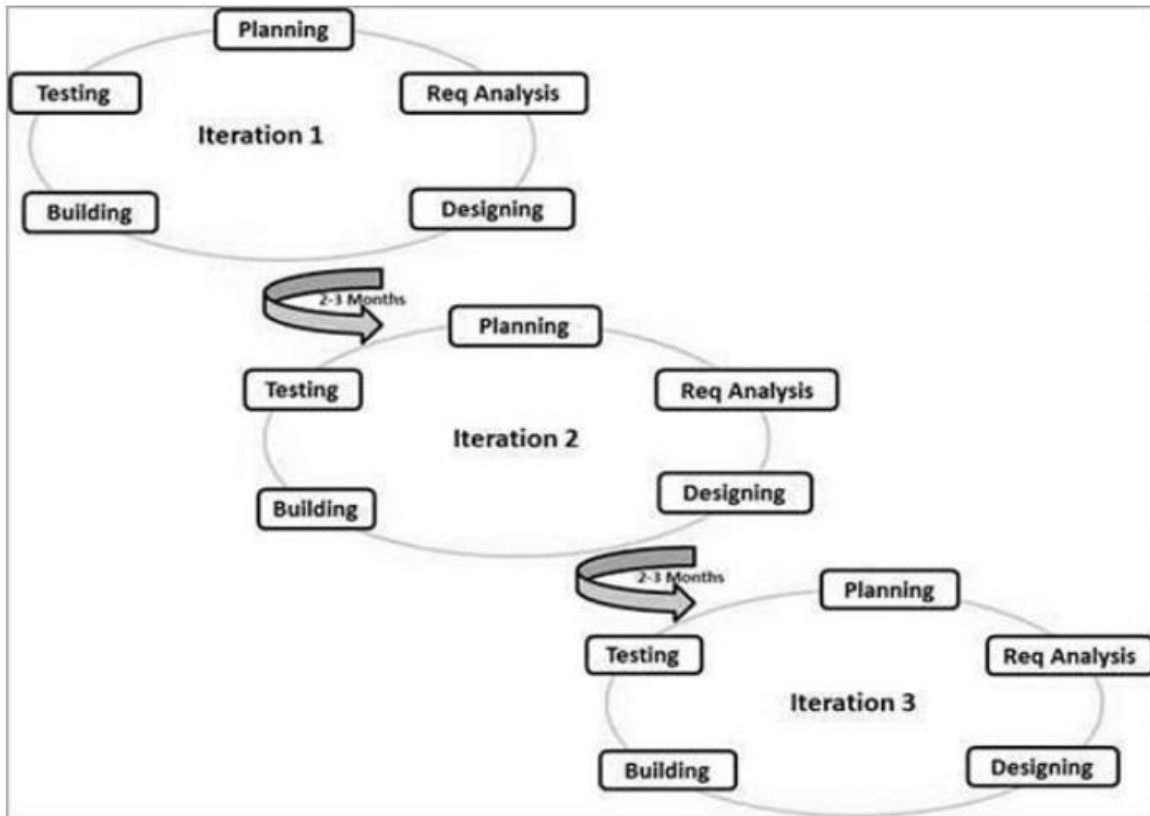 Planning
Testing
Req Analysis
Iteration 1
Building
Designing
2-3 Months
Planning
Testing
Req Analysis
Iteration 2
Building
Designing
2-3 Months
Planning
Testing
Req Analysis
Iteration 3
Building
Designing